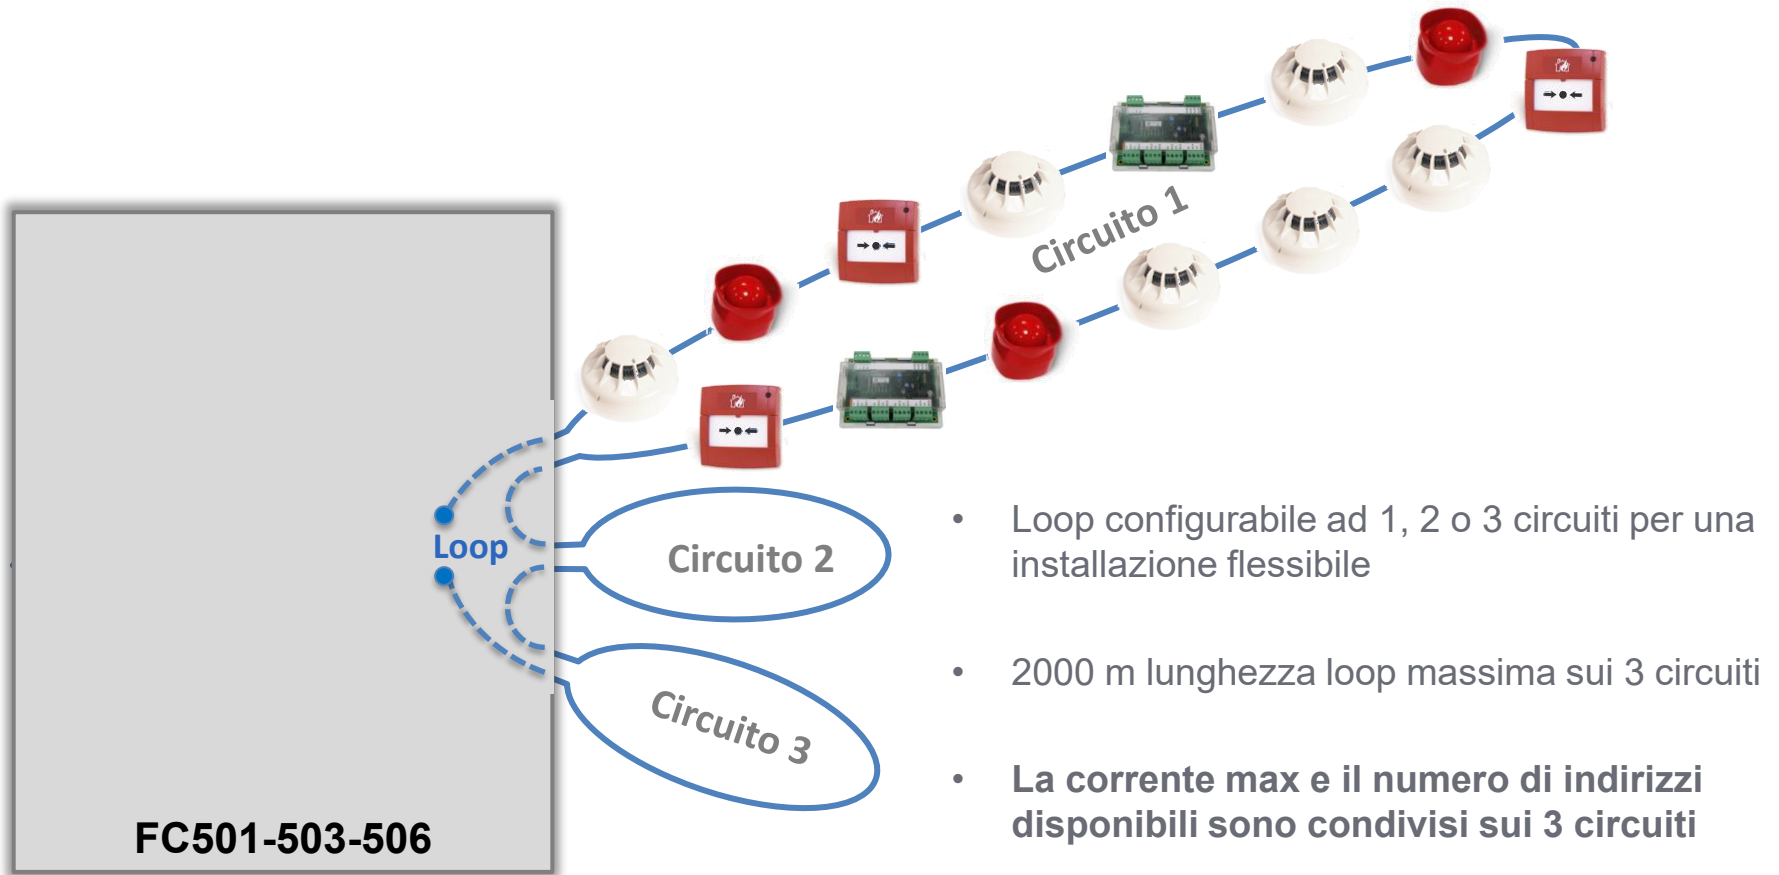 Circuito 1
Loop
Circuito 2
Circuito 3
FC501-503-506
• Loop configurabile ad 1, 2 o 3 circuiti per una
installazione flessibile
• 2000 m lunghezza loop massima sui 3 circuiti
• La corrente max e il numero di indirizzi
disponibili sono condivisi sui 3 circuiti